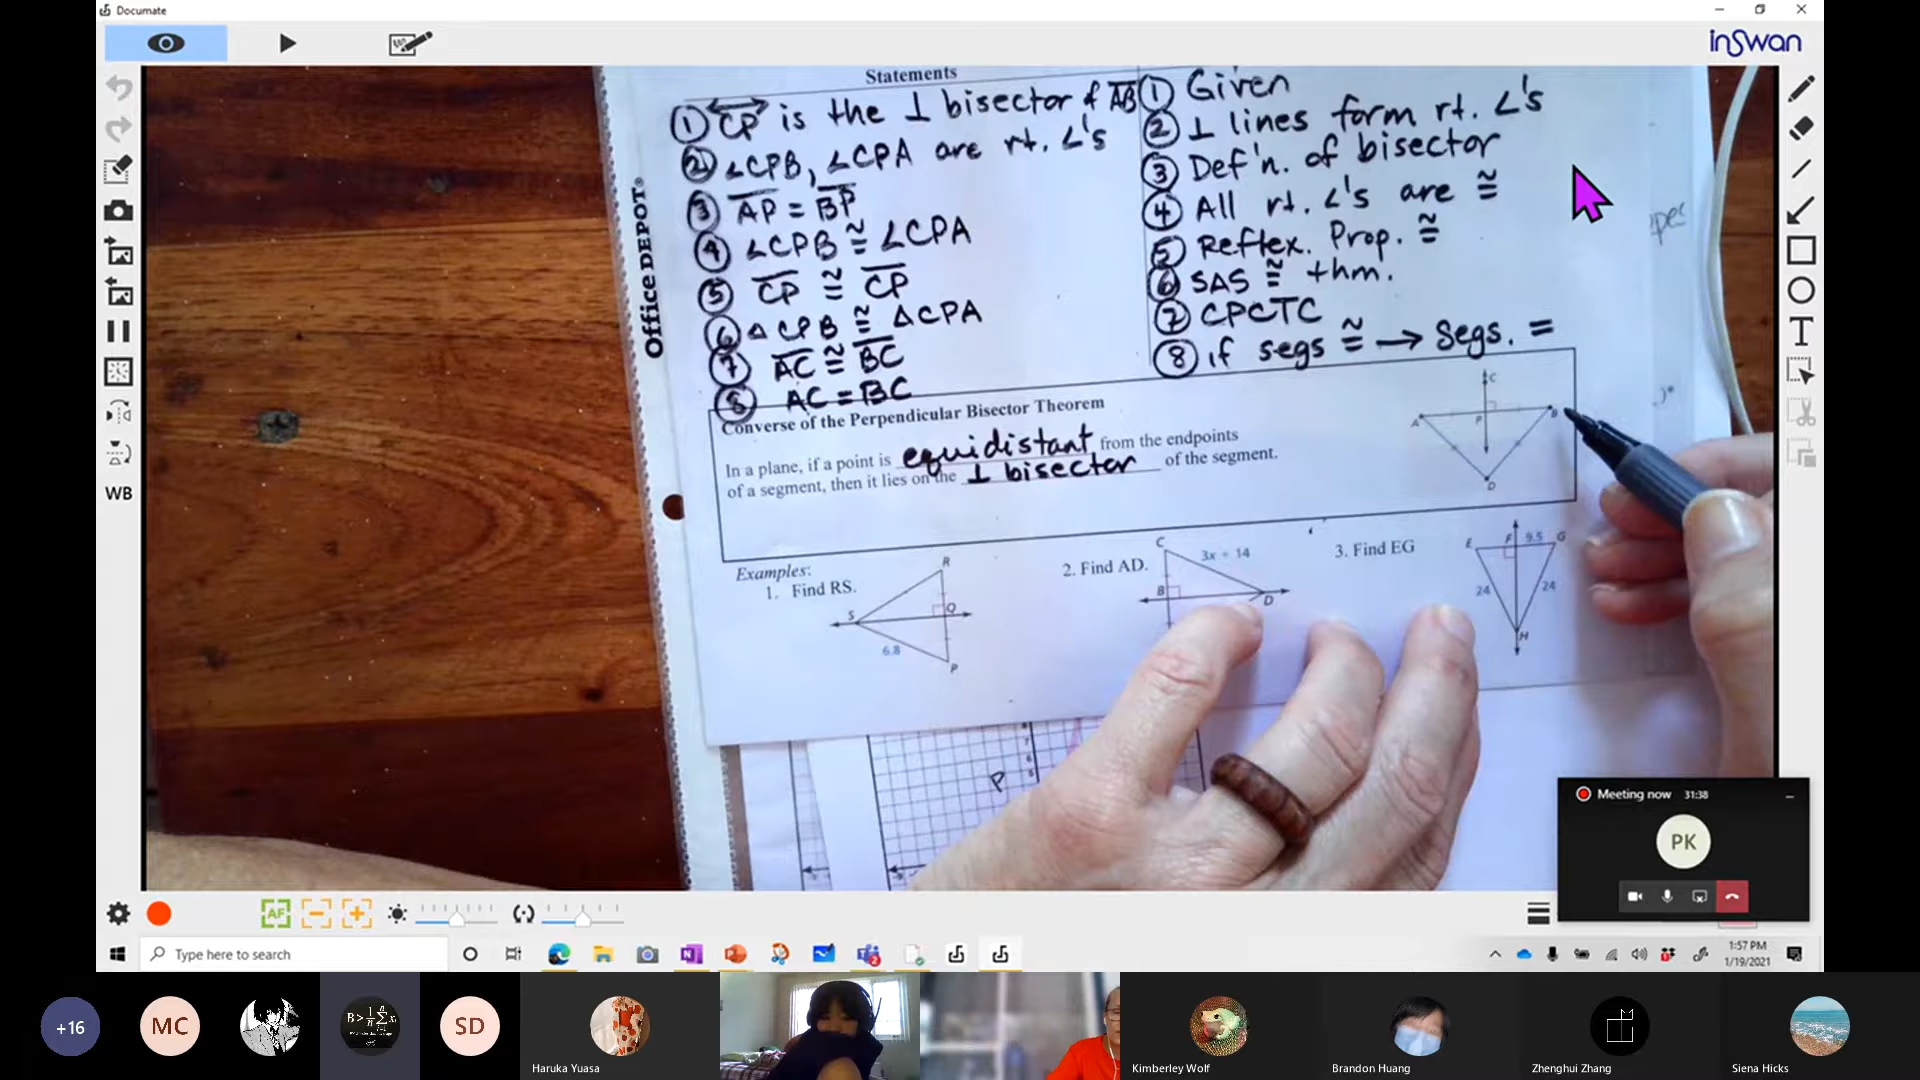 Documate
inswan
Statements
① CP is the ⊥ bisector of AB
② ∠CPB, ∠CPA are rt. ∠'s
③ AP = BP
④ ∠CPB ≅ ∠CPA
⑤ CP ≅ CP
⑥ △CPB ≅ △CPA
⑦ AC ≅ BC
⑧ AC = BC
① Given
② ⊥ lines form rt. ∠'s
③ Def'n. of bisector
④ All rt. ∠'s are ≅
⑤ Reflex. Prop. ≅
⑥ SAS ≅ thm.
⑦ CPCTC
⑧ if segs ≅ → Segs. =
Office DEPOT
Converse of the Perpendicular Bisector Theorem
In a plane, if a point is equidistant from the endpoints
of a segment, then it lies on the ⊥ bisector of the segment.
C
A
P
B
D
Examples:
1. Find RS.
R
S
Q
6.8
P
2. Find AD.
C
3x + 14
B
D
3. Find EG
E
F
9.5
G
24
24
H
P
WB
T
AF
Meeting now 31:38
PK
Type here to search
1:57 PM
1/19/2021
+16
MC
SD
Haruka Yuasa
Kimberley Wolf
Brandon Huang
Zhenghui Zhang
Siena Hicks